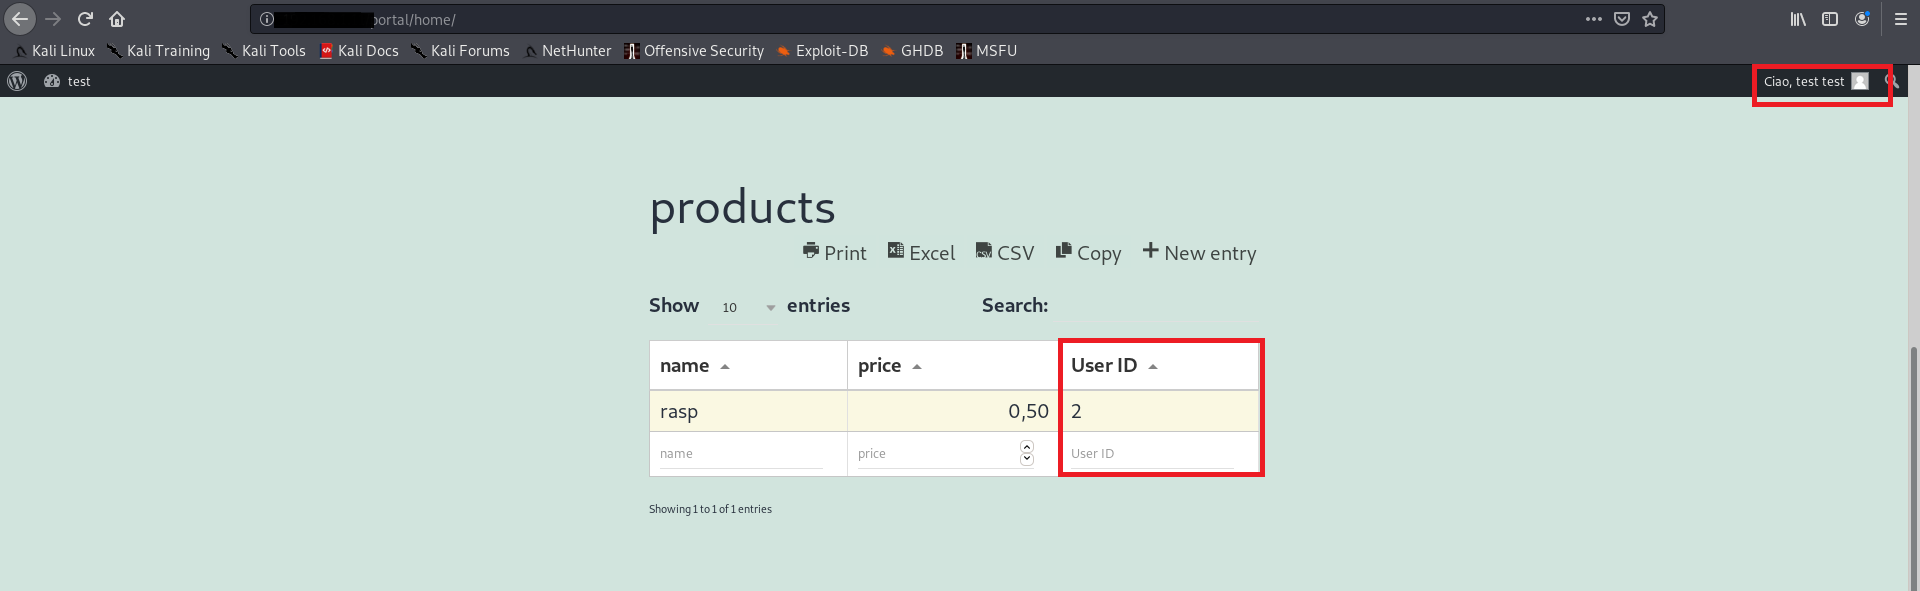 portal/home/
Kali Linux Kali Training Kali Tools Kali Docs Kali Forums NetHunter Offensive Security Exploit-DB GHDB MSFU
test Ciao, test test
products
Print Excel CSV Copy New entry
Show 10 entries Search:
name price User ID
rasp 0,50 2
name price User ID
Showing 1 to 1 of 1 entries